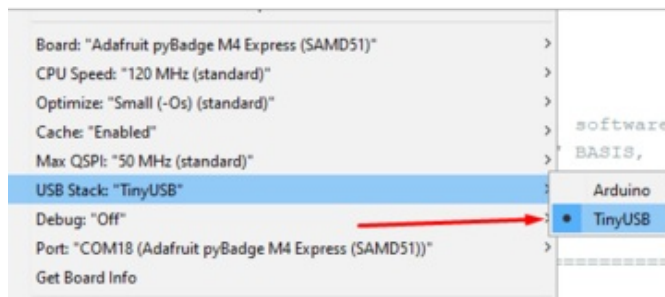 Board: "Adafruit pyBadge M4 Express (SAMD51)"
CPU Speed: "120 MHz (standard)"
Optimize: "Small (-Os) (standard)"
Cache: "Enabled"
software
Max QSPI: "50 MHz (standard)"
BASIS,
USB Stack: "TinyUSB"
Arduino
Debug: "Off"
TinyUSB
Port: "COM18 (Adafruit pyBadge M4 Express (SAMD51))"
Get Board Info